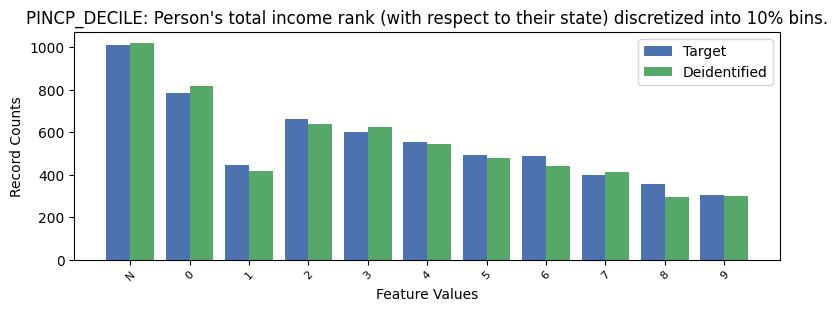 PINCP_DECILE: Person's total income rank (with respect to their state) discretized into 10% bins.
Target
Deidentified
Record Counts
1000
800
600
400
200
0
N 0 1 2 3 4 5 6 7 8 9
Feature Values